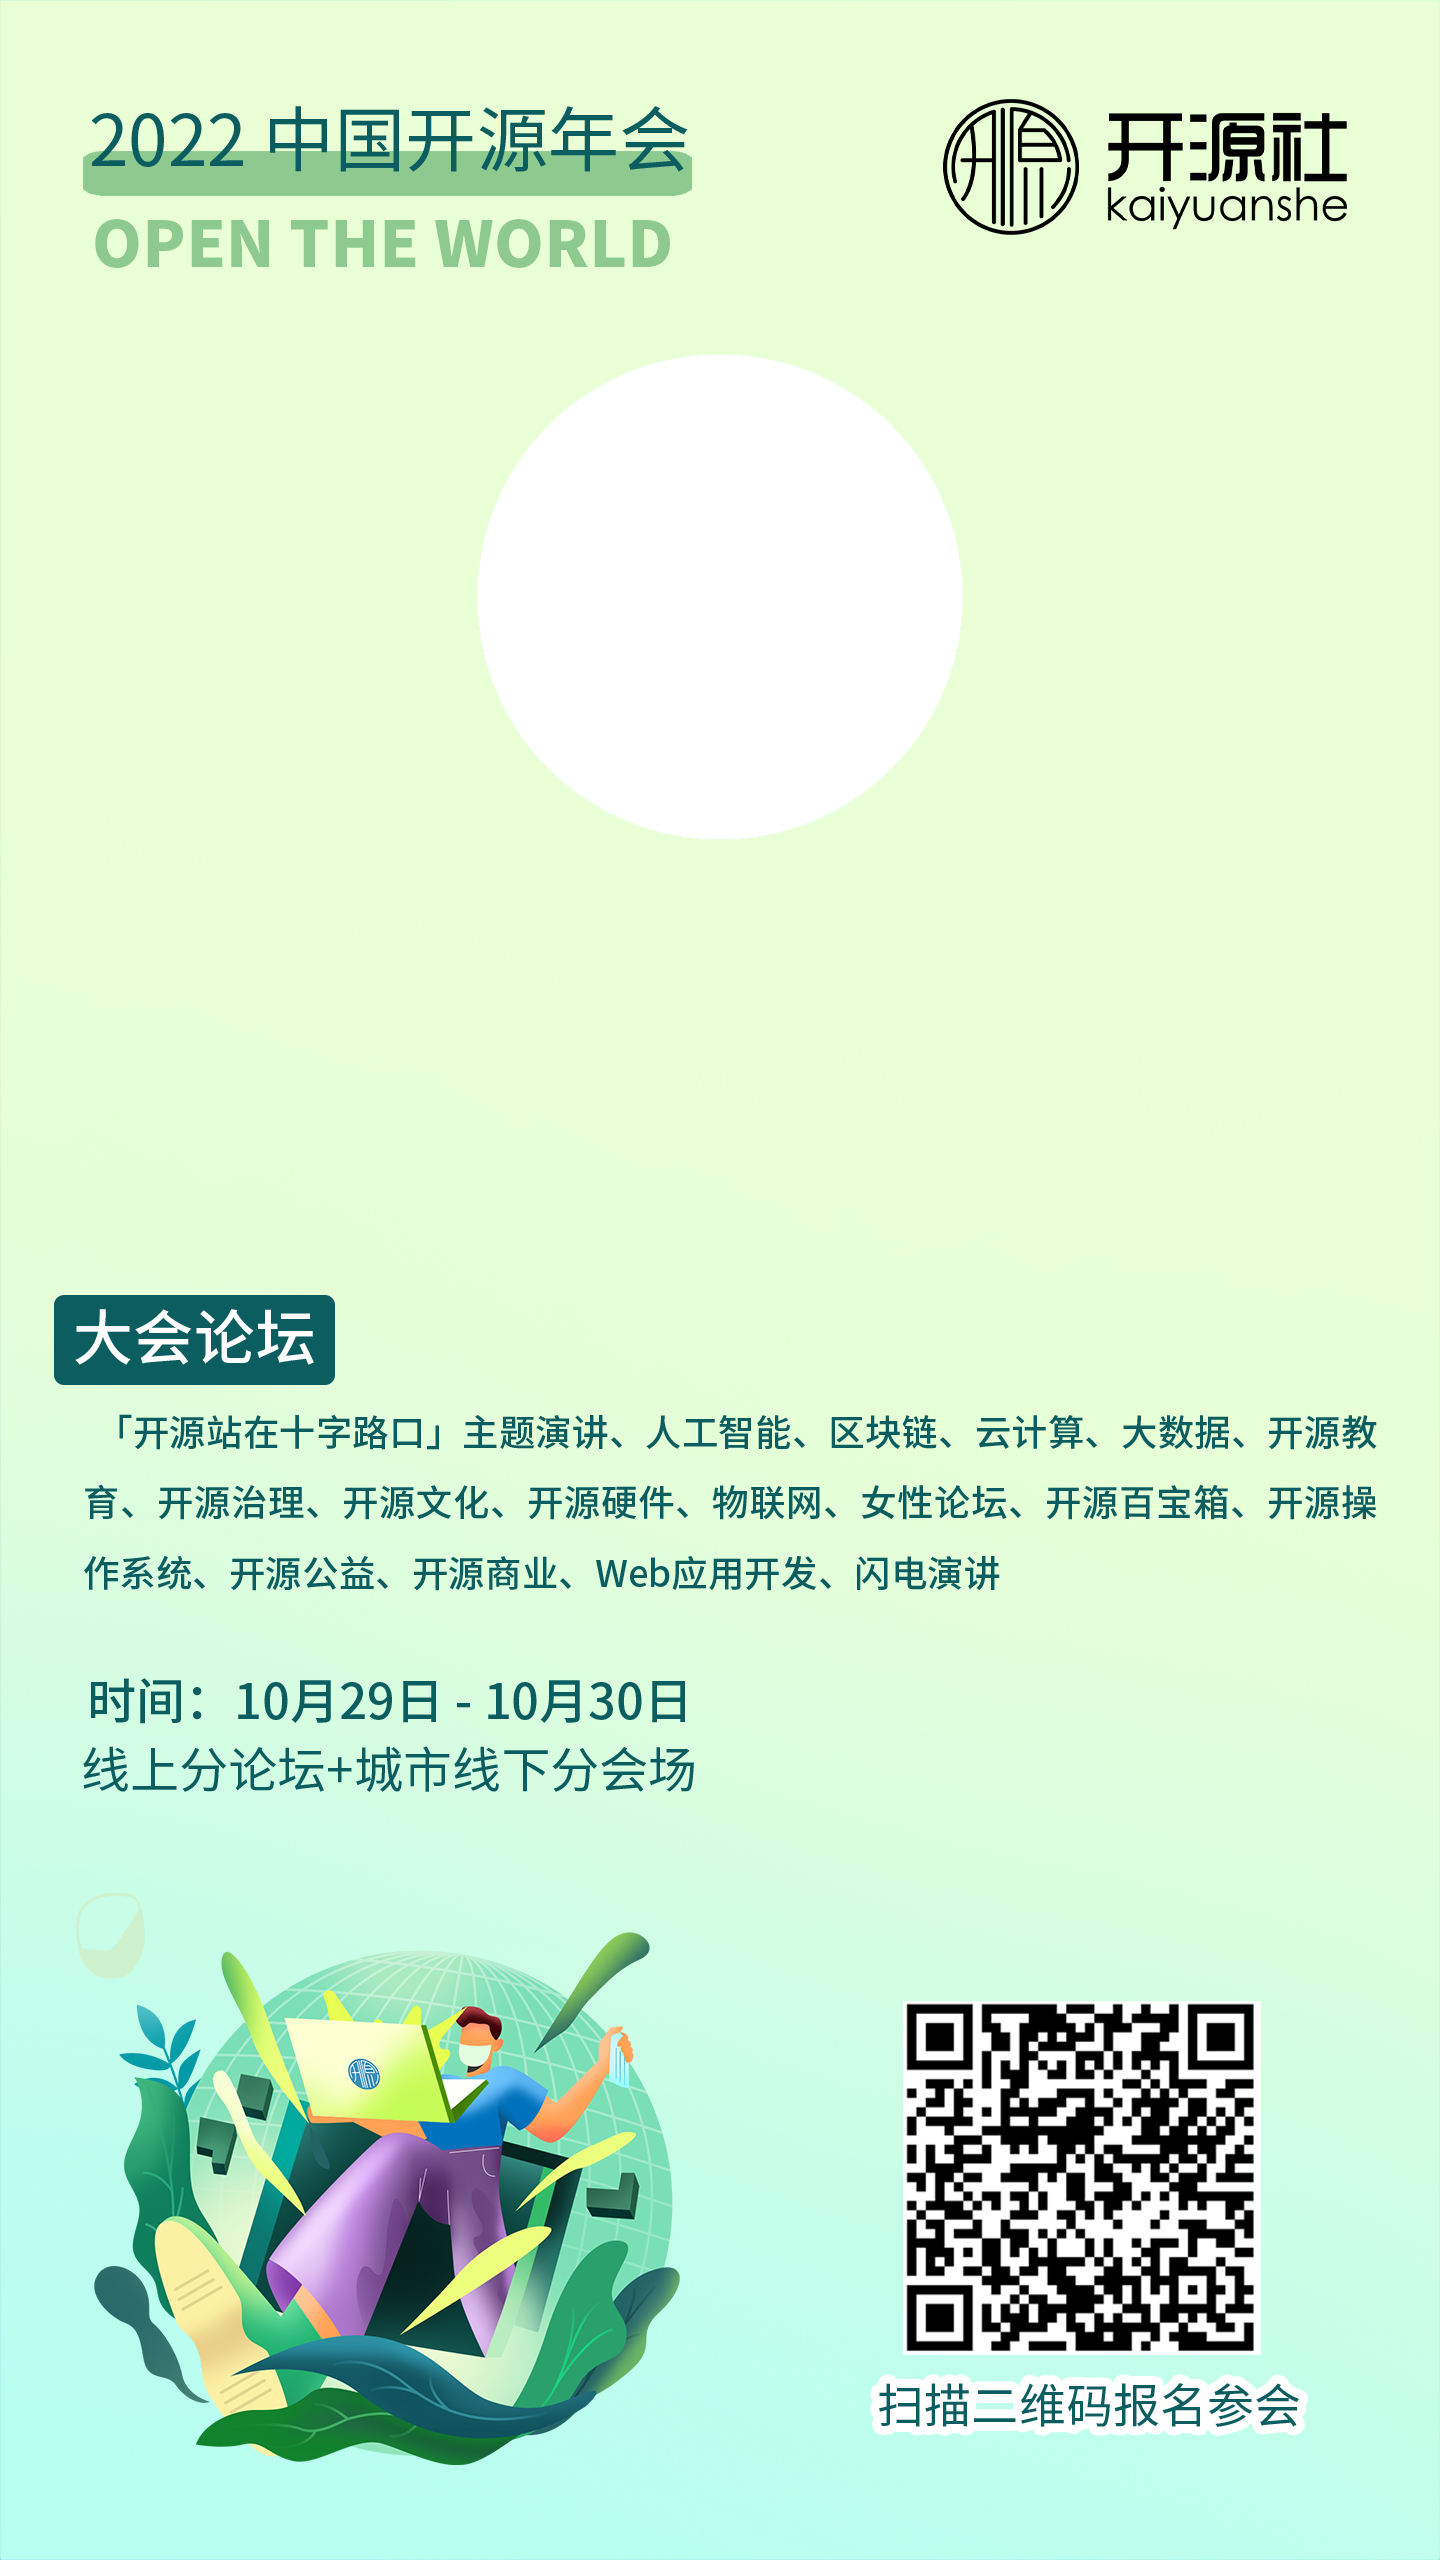 2022 中国开源年会
OPEN THE WORLD
开源社
kaiyuanshe
大会论坛
「开源站在十字路口」主题演讲、人工智能、区块链、云计算、大数据、开源教
育、开源治理、开源文化、开源硬件、物联网、女性论坛、开源百宝箱、开源操
作系统、开源公益、开源商业、Web应用开发、闪电演讲
时间：10月29日 - 10月30日
线上分论坛+城市线下分会场
扫描二维码报名参会